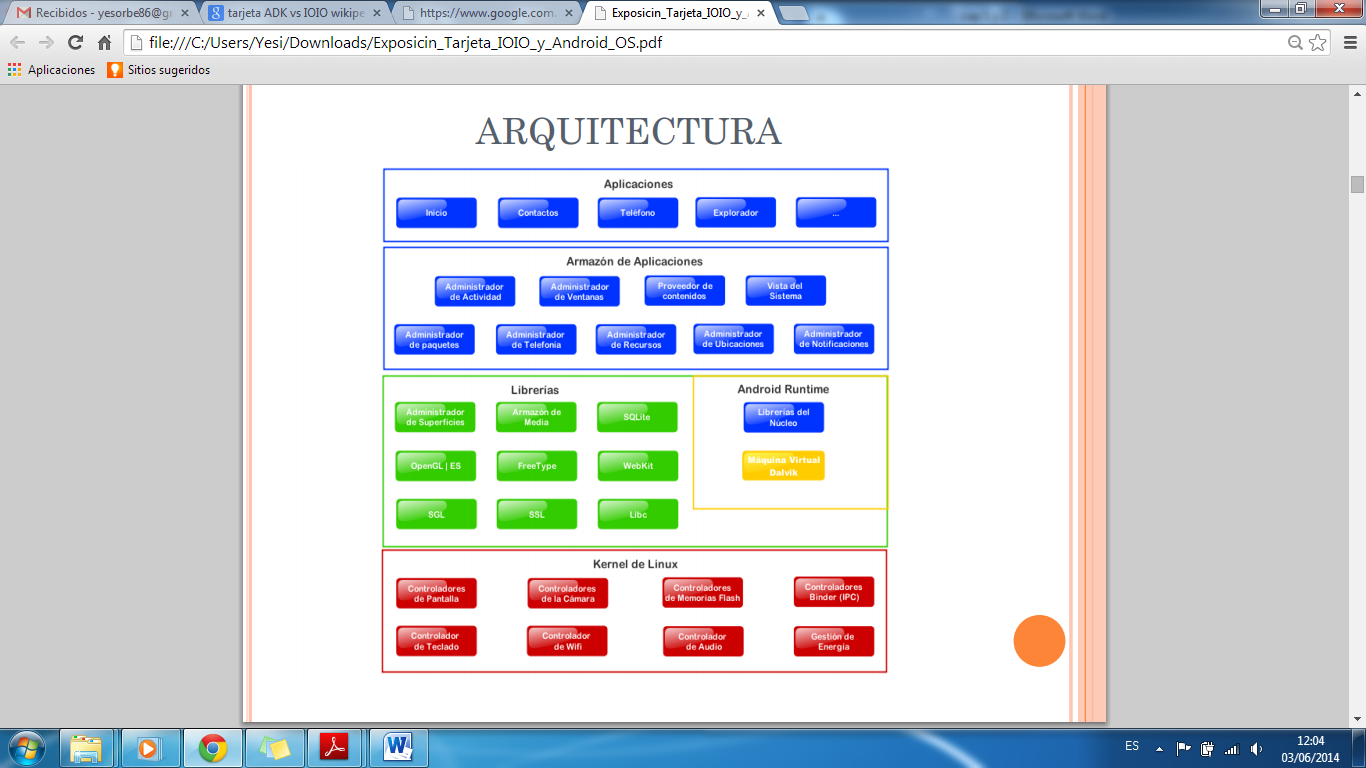 Recibidos - yesorbe86@g
tarjeta ADK vs IOIO wikipe
https://www.google.com
Exposicin_Tarjeta_IOIO_y_
file:///C:/Users/Yesi/Downloads/Exposicin_Tarjeta_IOIO_y_Android_OS.pdf
Aplicaciones
Sitios sugeridos
ARQUITECTURA
Aplicaciones
Inicio
Contactos
Teléfono
Explorador
...
Armazón de Aplicaciones
Administrador
de Actividad
Administrador
de Ventanas
Proveedor de
contenidos
Vista del
Sistema
Administrador
de paquetes
Administrador
de Telefonía
Administrador
de Recursos
Administrador
de Ubicaciones
Administrador
de Notificaciones
Librerías
Administrador
de Superficies
Armazón de
Media
SQLite
OpenGL | ES
FreeType
WebKit
SGL
SSL
Libc
Android Runtime
Librerías del
Núcleo
Máquina Virtual
Dalvik
Kernel de Linux
Controladores
de Pantalla
Controladores
de la Cámara
Controladores
de Memorias Flash
Controladores
Binder (IPC)
Controlador
de Teclado
Controlador
de Wifi
Controlador
de Audio
Gestión de
Energía
ES
12:04
03/06/2014